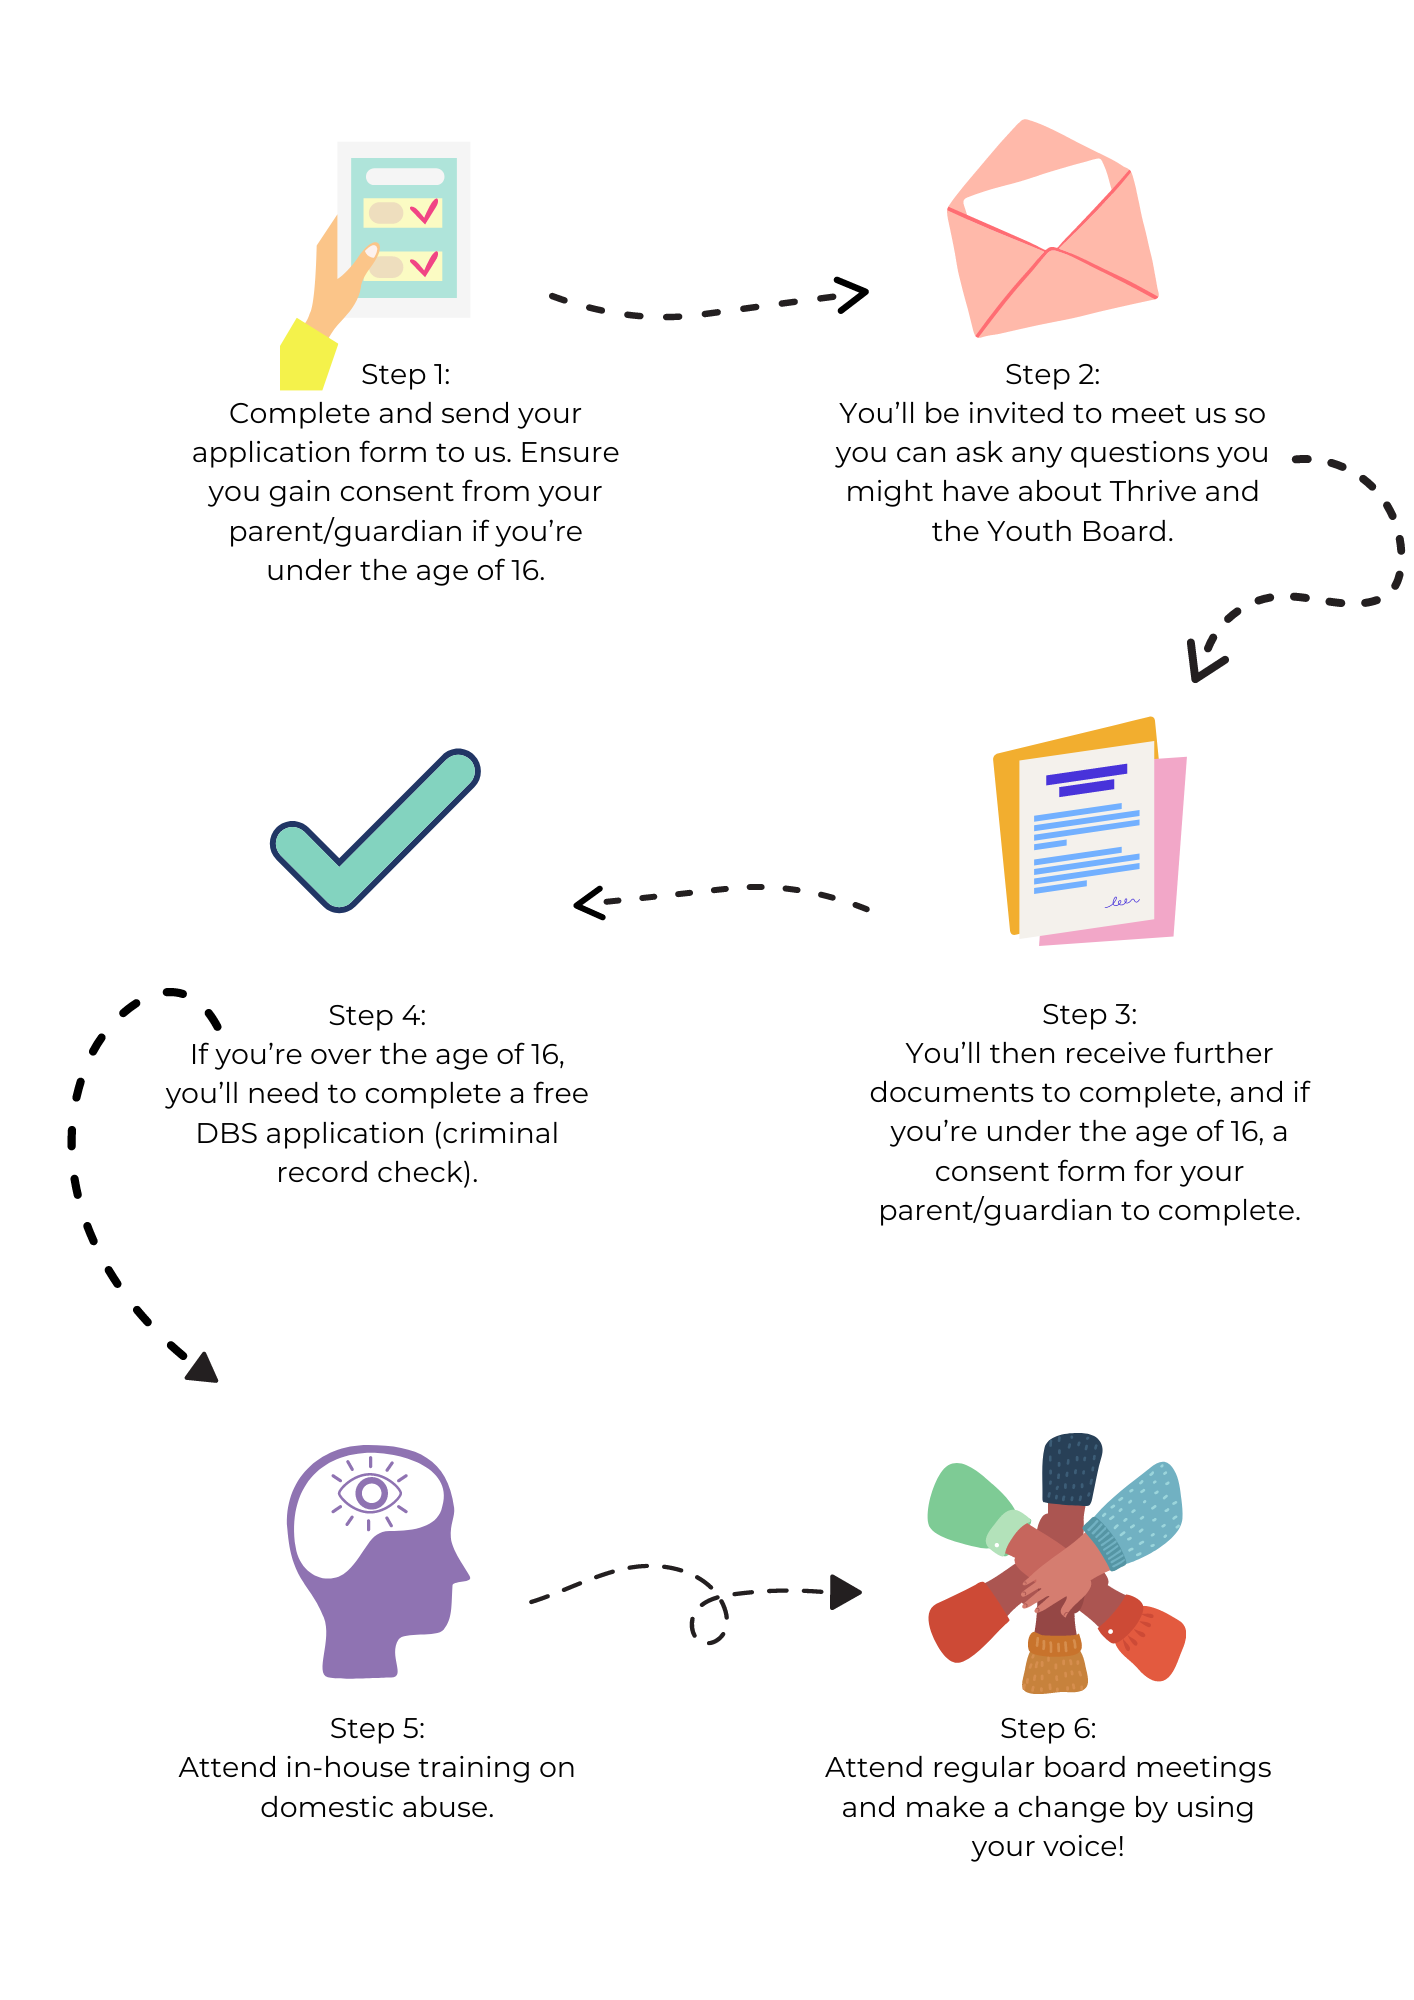 Step 1:
Complete and send your
application form to us. Ensure
you gain consent from your
parent/guardian if you’re
under the age of 16.
Step 2:
You’ll be invited to meet us so
you can ask any questions you
might have about Thrive and
the Youth Board.
Step 3:
You’ll then receive further
documents to complete, and if
you’re under the age of 16, a
consent form for your
parent/guardian to complete.
Step 4:
If you’re over the age of 16,
you’ll need to complete a free
DBS application (criminal
record check).
Step 5:
Attend in-house training on
domestic abuse.
Step 6:
Attend regular board meetings
and make a change by using
your voice!